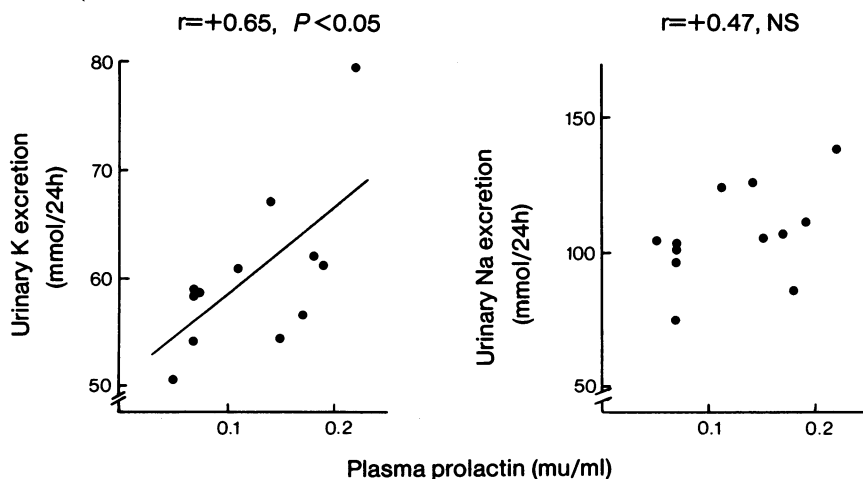 r=+0.65, P<0.05
r=+0.47, NS
80
70
60
50
Urinary K excretion
(mmol/24h)
0.1
0.2
150
100
50
Urinary Na excretion
(mmol/24h)
0.1
0.2
Plasma prolactin (mu/ml)